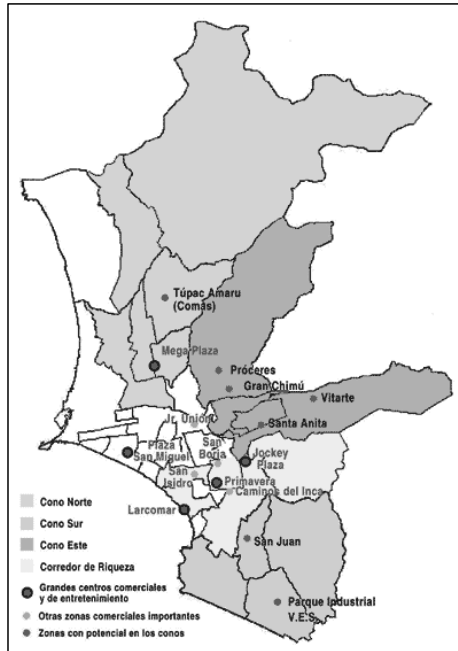 Túpac Amaru
(Comás)
Mega Plaza
Próceres
Gran Chimú
Vitarte
Jr. Unión
Santa Anita
Plaza
San Miguel
San
Borja
Jockey
Plaza
San
Isidro
Primavera
Caminos del Inca
Larcomar
San Juan
Parque Industrial
V.E.S.
Cono Norte
Cono Sur
Cono Este
Corredor de Riqueza
Grandes centros comerciales
y de entretenimiento
Otras zonas comerciales importantes
Zonas con potencial en los conos